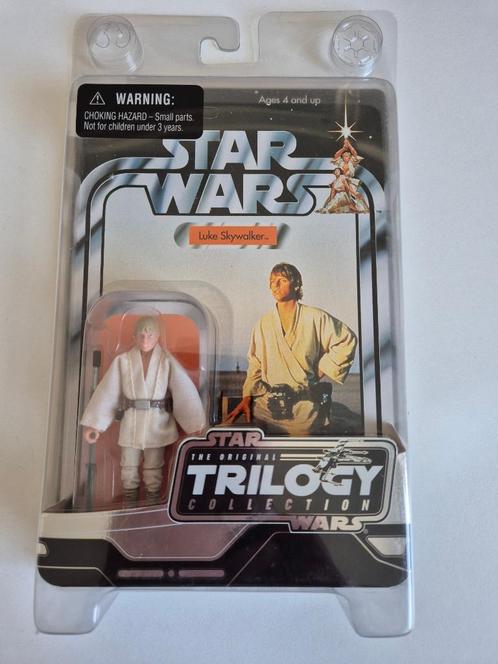 WARNING:
CHOKING HAZARD – Small parts.
Not for children under 3 years.
Ages 4 and up
STAR
WARS
Luke Skywalker™
STAR
THE ORIGINAL
TRILOGY
COLLECTION
WARS